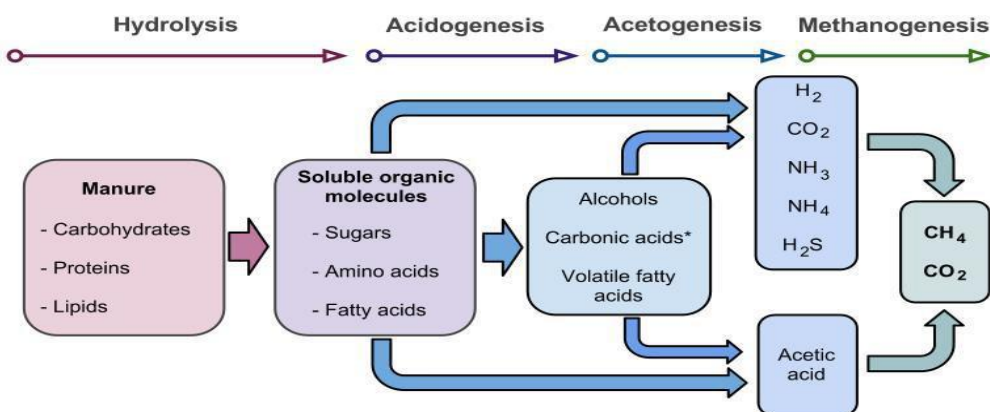 Hydrolysis
Acidogenesis
Acetogenesis
Methanogenesis
Manure
- Carbohydrates
- Proteins
- Lipids
Soluble organic
molecules
- Sugars
- Amino acids
- Fatty acids
Alcohols
Carbonic acids*
Volatile fatty
acids
H2
CO2
NH3
NH4
H2S
Acetic
acid
CH4
CO2